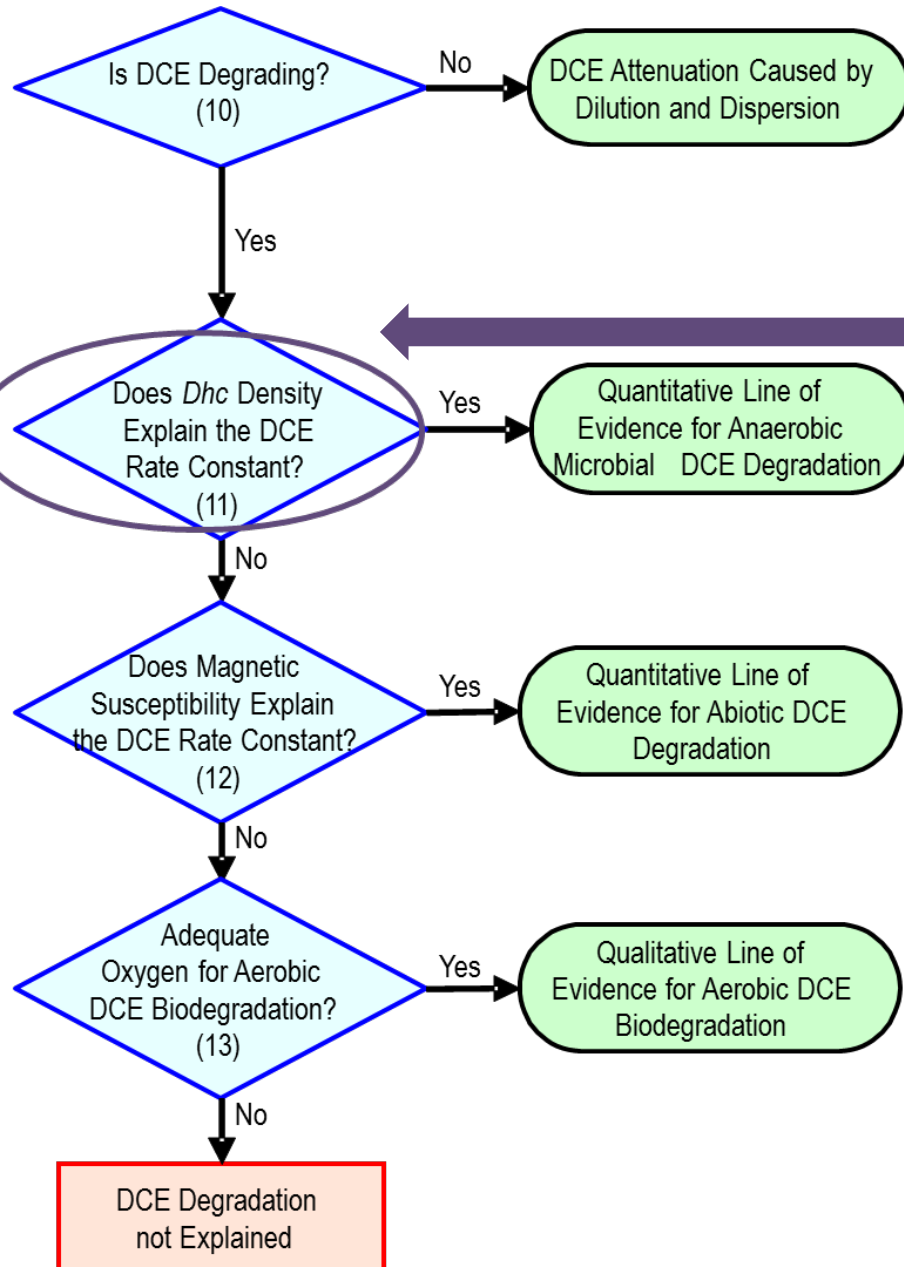 Is DCE Degrading?
(10)
No
DCE Attenuation Caused by
Dilution and Dispersion
Yes
Does Dhc Density
Explain the DCE
Rate Constant?
(11)
Yes
Quantitative Line of
Evidence for Anaerobic
Microbial DCE Degradation
No
Does Magnetic
Susceptibility Explain
the DCE Rate Constant?
(12)
Yes
Quantitative Line of
Evidence for Abiotic DCE
Degradation
No
Adequate
Oxygen for Aerobic
DCE Biodegradation?
(13)
Yes
Qualitative Line of
Evidence for Aerobic DCE
Biodegradation
No
DCE Degradation
not Explained